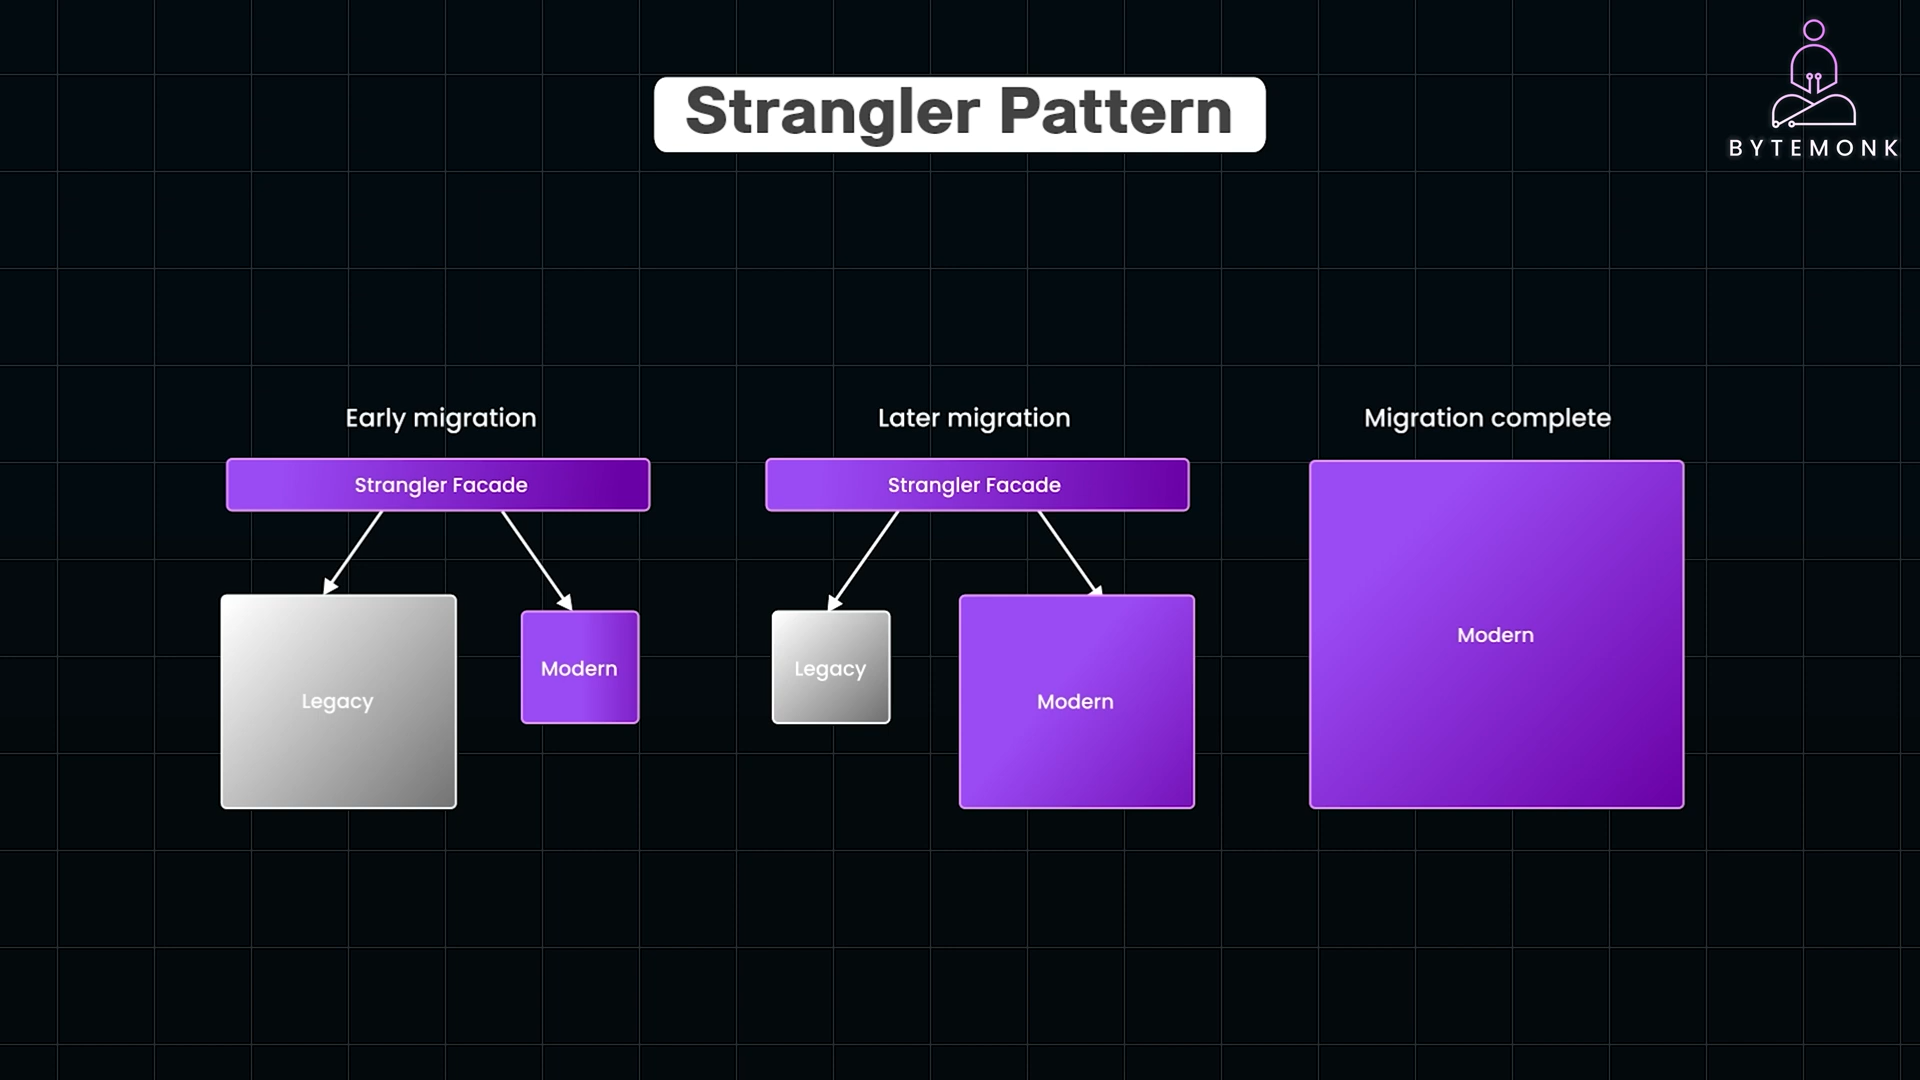 Strangler Pattern
BYTEMONK
Early migration
Strangler Facade
Legacy
Modern
Later migration
Strangler Facade
Legacy
Modern
Migration complete
Modern